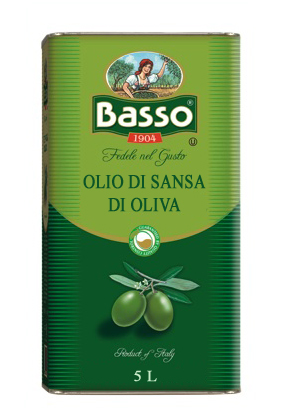 Basso
1904
Fedele nel Gusto
OLIO DI SANSA
DI OLIVA
Product of Italy
5 L